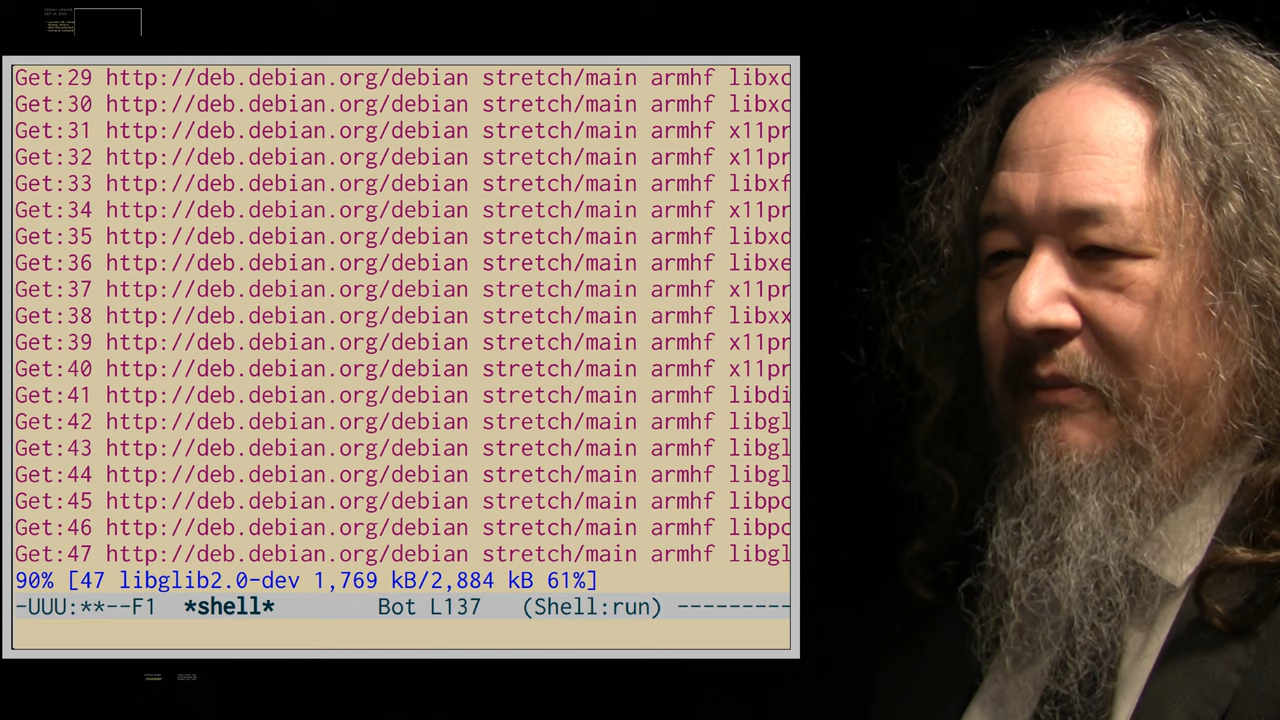 Get:29 http://deb.debian.org/debian stretch/main armhf libxc
Get:30 http://deb.debian.org/debian stretch/main armhf libxc
Get:31 http://deb.debian.org/debian stretch/main armhf x11pr
Get:32 http://deb.debian.org/debian stretch/main armhf x11pr
Get:33 http://deb.debian.org/debian stretch/main armhf libxf
Get:34 http://deb.debian.org/debian stretch/main armhf x11pr
Get:35 http://deb.debian.org/debian stretch/main armhf libxd
Get:36 http://deb.debian.org/debian stretch/main armhf libxe
Get:37 http://deb.debian.org/debian stretch/main armhf x11pr
Get:38 http://deb.debian.org/debian stretch/main armhf libxx
Get:39 http://deb.debian.org/debian stretch/main armhf x11pr
Get:40 http://deb.debian.org/debian stretch/main armhf x11pr
Get:41 http://deb.debian.org/debian stretch/main armhf libdi
Get:42 http://deb.debian.org/debian stretch/main armhf libgl
Get:43 http://deb.debian.org/debian stretch/main armhf libgl
Get:44 http://deb.debian.org/debian stretch/main armhf libgl
Get:45 http://deb.debian.org/debian stretch/main armhf libpc
Get:46 http://deb.debian.org/debian stretch/main armhf libpc
Get:47 http://deb.debian.org/debian stretch/main armhf libgl
90% [47 libglib2.0-dev 1,769 kB/2,884 kB 61%]
-UUU:**--F1 *shell* Bot L137 (Shell:run) ---------